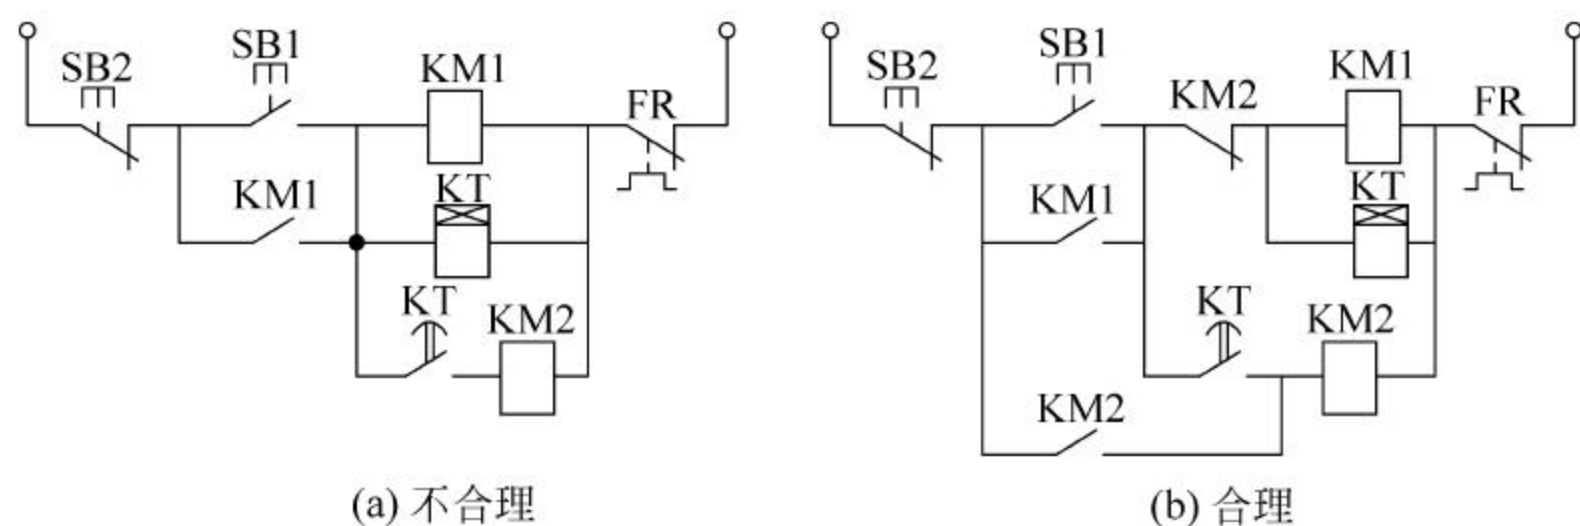 SB2 SB1 KM1 FR
KM1 KT
KT KM2
(a) 不合理
SB2 SB1 KM2 KM1 FR
KM1 KT
KT KM2
KM2
(b) 合理